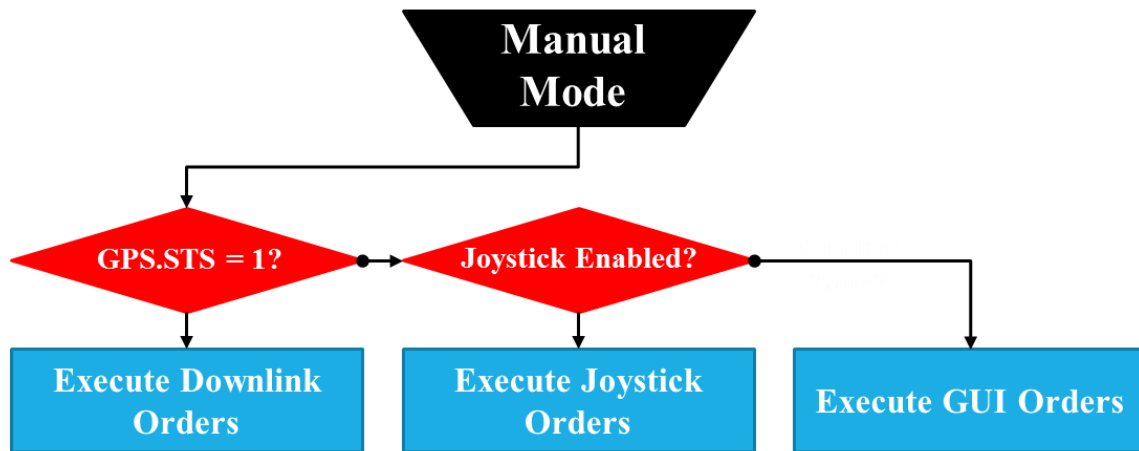 Manual
Mode
GPS.STS = 1?
Joystick Enabled?
Execute Downlink
Orders
Execute Joystick
Orders
Execute GUI Orders